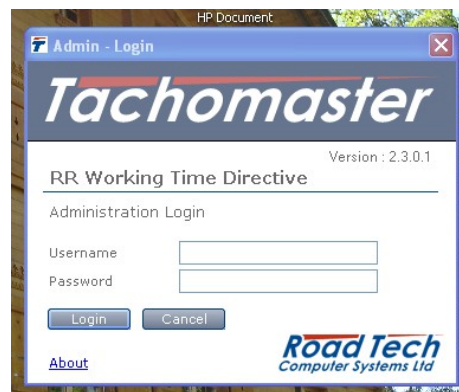 HP Document
Admin - Login
Tachomaster
Version : 2.3.0.1
RR Working Time Directive
Administration Login
Username
Password
Login Cancel
About
Road Tech
Computer Systems Ltd